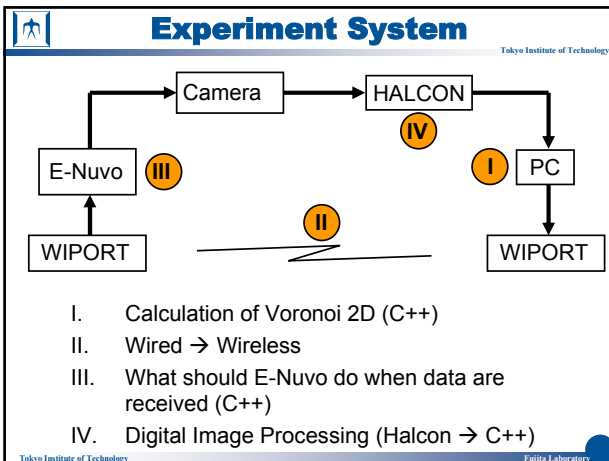 Experiment System
Tokyo Institute of Technology
Camera
HALCON
IV
E-Nuvo
III
I
PC
II
WIPORT
WIPORT
I. Calculation of Voronoi 2D (C++)
II. Wired → Wireless
III. What should E-Nuvo do when data are
received (C++)
IV. Digital Image Processing (Halcon → C++)
Tokyo Institute of Technology
Fujita Laboratory